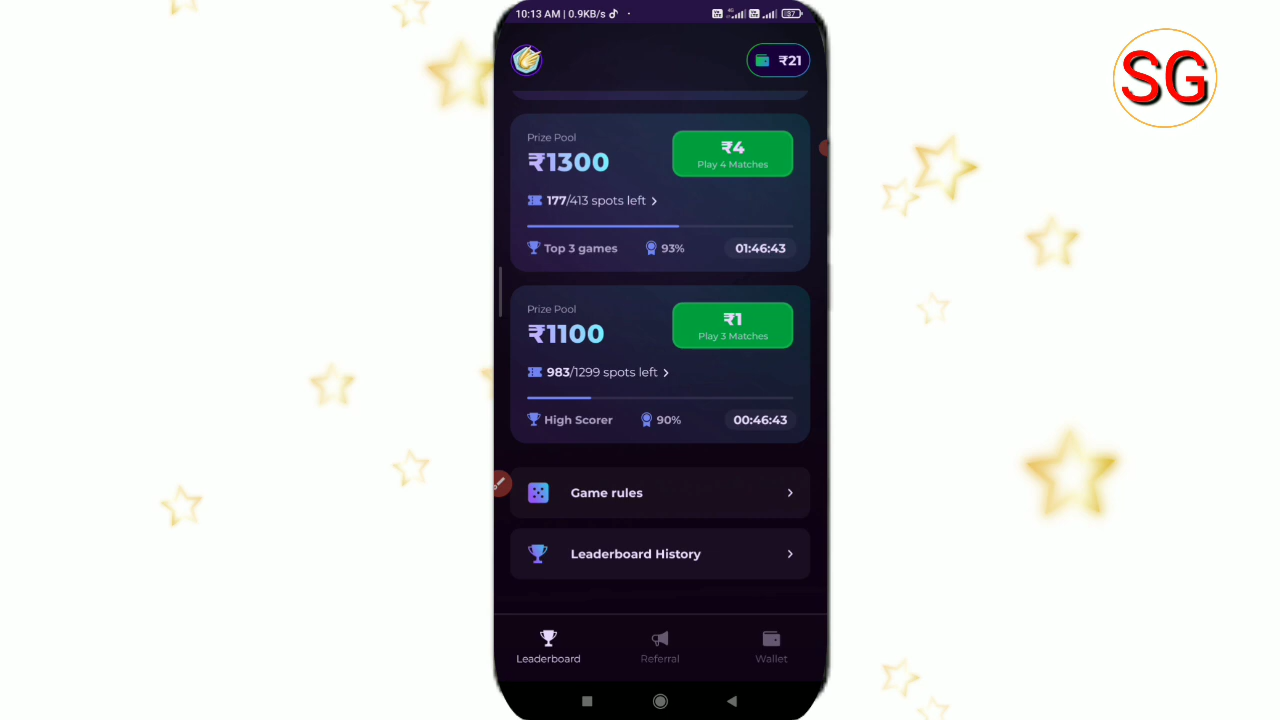 10:13 AM | 0.9KB/s
4G
37
₹21
SG
Prize Pool
₹1300
₹4
Play 4 Matches
177/413 spots left
Top 3 games
93%
01:46:43
Prize Pool
₹1100
₹1
Play 3 Matches
983/1299 spots left
High Scorer
90%
00:46:43
Game rules
Leaderboard History
Leaderboard
Referral
Wallet